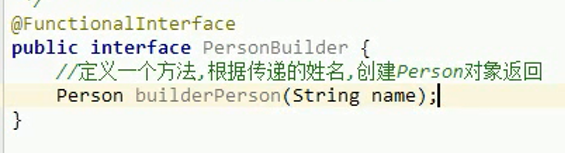 */
@FunctionalInterface
public interface PersonBuilder {
//定义一个方法,根据传递的姓名,创建Person对象返回
Person builderPerson(String name);
}